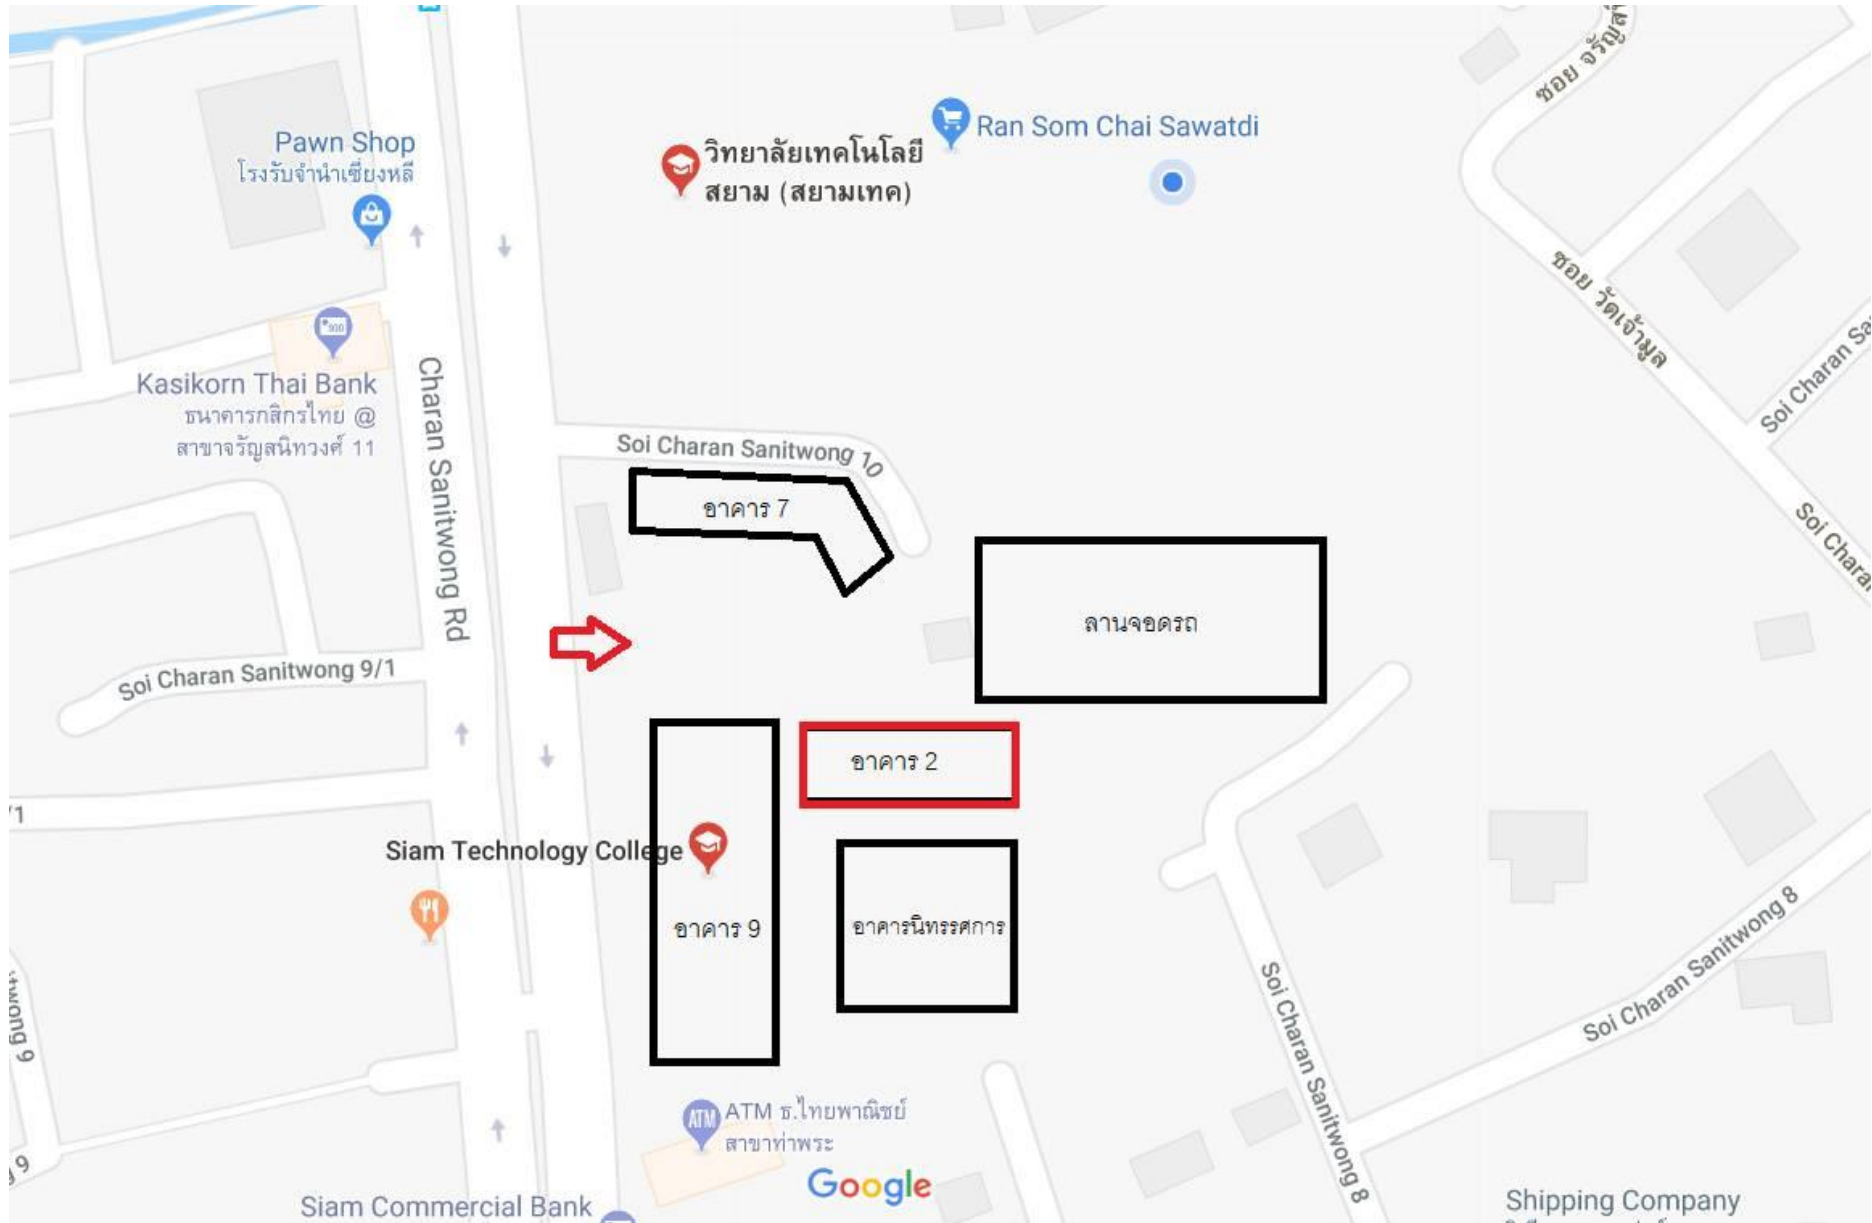 ซอย จรัญสนิ
Pawn Shop
โรงรับจำนำเซี่ยงหลี
วิทยาลัยเทคโนโลยี
สยาม (สยามเทค)
Ran Som Chai Sawatdi
ซอย วัดเจ้ามูล
Kasikorn Thai Bank
ธนาคารกสิกรไทย @
สาขาจรัญสนิทวงศ์ 11
Charan Sanitwong Rd
Soi Charan Sanitwong 10
Soi Charan Sa
อาคาร 7
Soi Charan
ลานจอดรถ
Soi Charan Sanitwong 9/1
อาคาร 2
/1
Siam Technology College
อาคาร 9
อาคารนิทรรศการ
Soi Charan Sanitwong 8
Soi Charan Sanitwong 8
itwong 9
ATM
ATM ธ.ไทยพาณิชย์
สาขาท่าพระ
9
Google
Siam Commercial Bank
Shipping Company